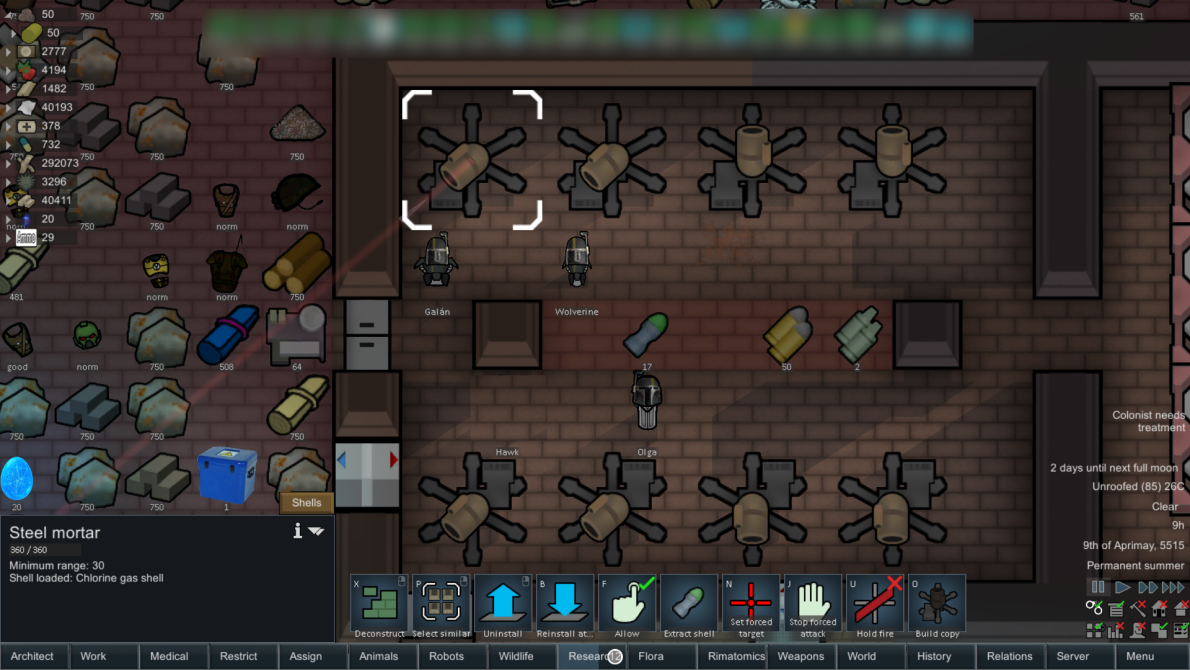 50
50
2777
4194
1482
40193
378
732
292073
3296
40411
20
Ammo
29
750
750
561
750
750
750
750
750
750
750
750
norm
norm
481
norm
norm
750
good
norm
750
508
64
750
750
750
750
20
750
750
1
Galán
Wolverine
17
50
2
Hawk
Olga
Colonist needs
treatment
2 days until next full moon
Unroofed (85) 26C
Clear
9h
9th of Aprimay, 5515
Permanent summer
Shells
Steel mortar
360 / 360
Minimum range: 30
Shell loaded: Chlorine gas shell
X
Deconstruct
P
Select similar
Uninstall
B
Reinstall at...
F
Allow
Extract shell
N
Set forced
target
J
Stop forced
attack
U
Hold fire
O
Build copy
Architect
Work
Medical
Restrict
Assign
Animals
Robots
Wildlife
Research
12
Flora
Rimatomics
Weapons
World
History
Relations
Server
Menu